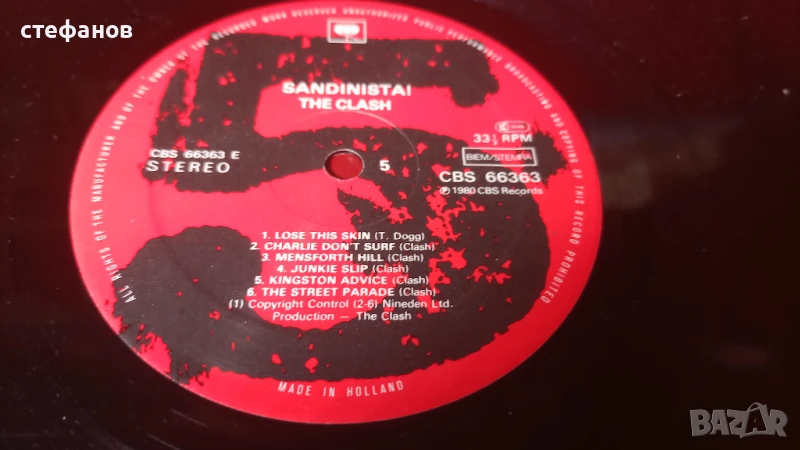 стефанов
ALL RIGHTS OF THE MANUFACTURER AND OF THE OWNER OF THE RECORDED WORK RESERVED UNAUTHORISED PUBLIC PERFORMANCE BROADCASTING AND COPYING OF THIS RECORD PROHIBITED
CBS
SANDINISTA!
THE CLASH
CBS 66363 E
STEREO
5
33⅓ RPM
BIEM/STEMRA
CBS 66363
℗ 1980 CBS Records
1. LOSE THIS SKIN (T. Dogg)
2. CHARLIE DON'T SURF (Clash)
3. MENSFORTH HILL (Clash)
4. JUNKIE SLIP (Clash)
5. KINGSTON ADVICE (Clash)
6. THE STREET PARADE (Clash)
(1) Copyright Control (2-6) Nineden Ltd.
Production — The Clash
MADE IN HOLLAND
BAZAR